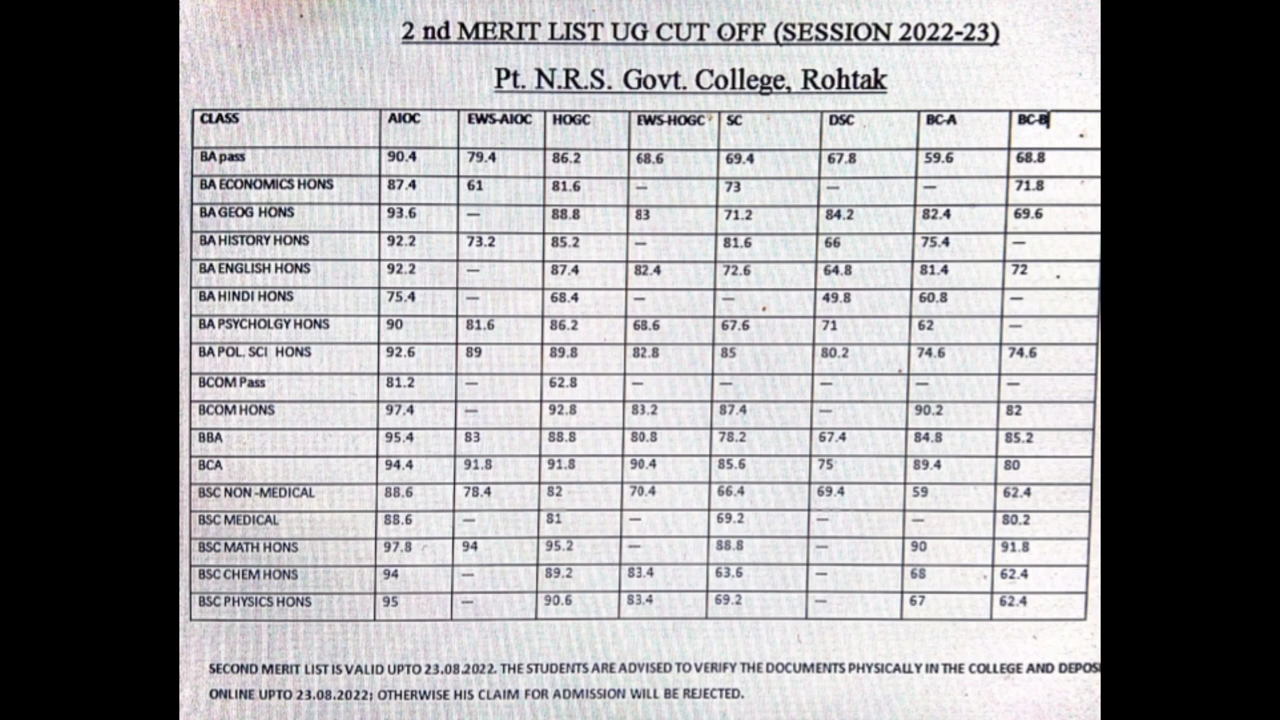 2 nd MERIT LIST UG CUT OFF (SESSION 2022-23)
Pt. N.R.S. Govt. College, Rohtak
CLASS AIOC EWS-AIOC HOGC EWS-HOGC SC DSC BC-A BC-B
BA pass 90.4 79.4 86.2 68.6 69.4 67.8 59.6 68.8
BA ECONOMICS HONS 87.4 61 81.6 — 73 — — 71.8
BA GEOG HONS 93.6 — 88.8 83 71.2 84.2 82.4 69.6
BA HISTORY HONS 92.2 73.2 85.2 — 81.6 66 75.4 —
BA ENGLISH HONS 92.2 — 87.4 82.4 72.6 64.8 81.4 72
BA HINDI HONS 75.4 — 68.4 — — 49.8 60.8 —
BA PSYCHOLGY HONS 90 81.6 86.2 68.6 67.6 71 62 —
BA POL. SCI HONS 92.6 89 89.8 82.8 85 80.2 74.6 74.6
BCOM Pass 81.2 — 62.8 — — — — —
BCOM HONS 97.4 — 92.8 83.2 87.4 — 90.2 82
BBA 95.4 83 88.8 80.8 78.2 67.4 84.8 85.2
BCA 94.4 91.8 91.8 90.4 85.6 75 89.4 80
BSC NON -MEDICAL 88.6 78.4 82 70.4 66.4 69.4 59 62.4
BSC MEDICAL 88.6 — 81 — 69.2 — — 80.2
BSC MATH HONS 97.8 94 95.2 — 88.8 — 90 91.8
BSC CHEM HONS 94 — 89.2 83.4 63.6 — 68 62.4
BSC PHYSICS HONS 95 — 90.6 83.4 69.2 — 67 62.4
SECOND MERIT LIST IS VALID UPTO 23.08.2022. THE STUDENTS ARE ADVISED TO VERIFY THE DOCUMENTS PHYSICALLY IN THE COLLEGE AND
ONLINE UPTO 23.08.2022; OTHERWISE HIS CLAIM FOR ADMISSION WILL BE REJECTED.